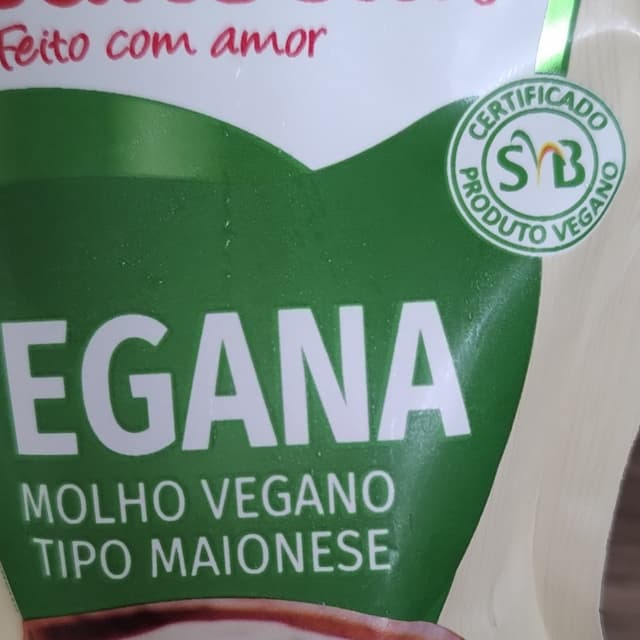 Feito com amor
CERTIFICADO
SVB
PRODUTO VEGANO
EGANA
MOLHO VEGANO
TIPO MAIONESE